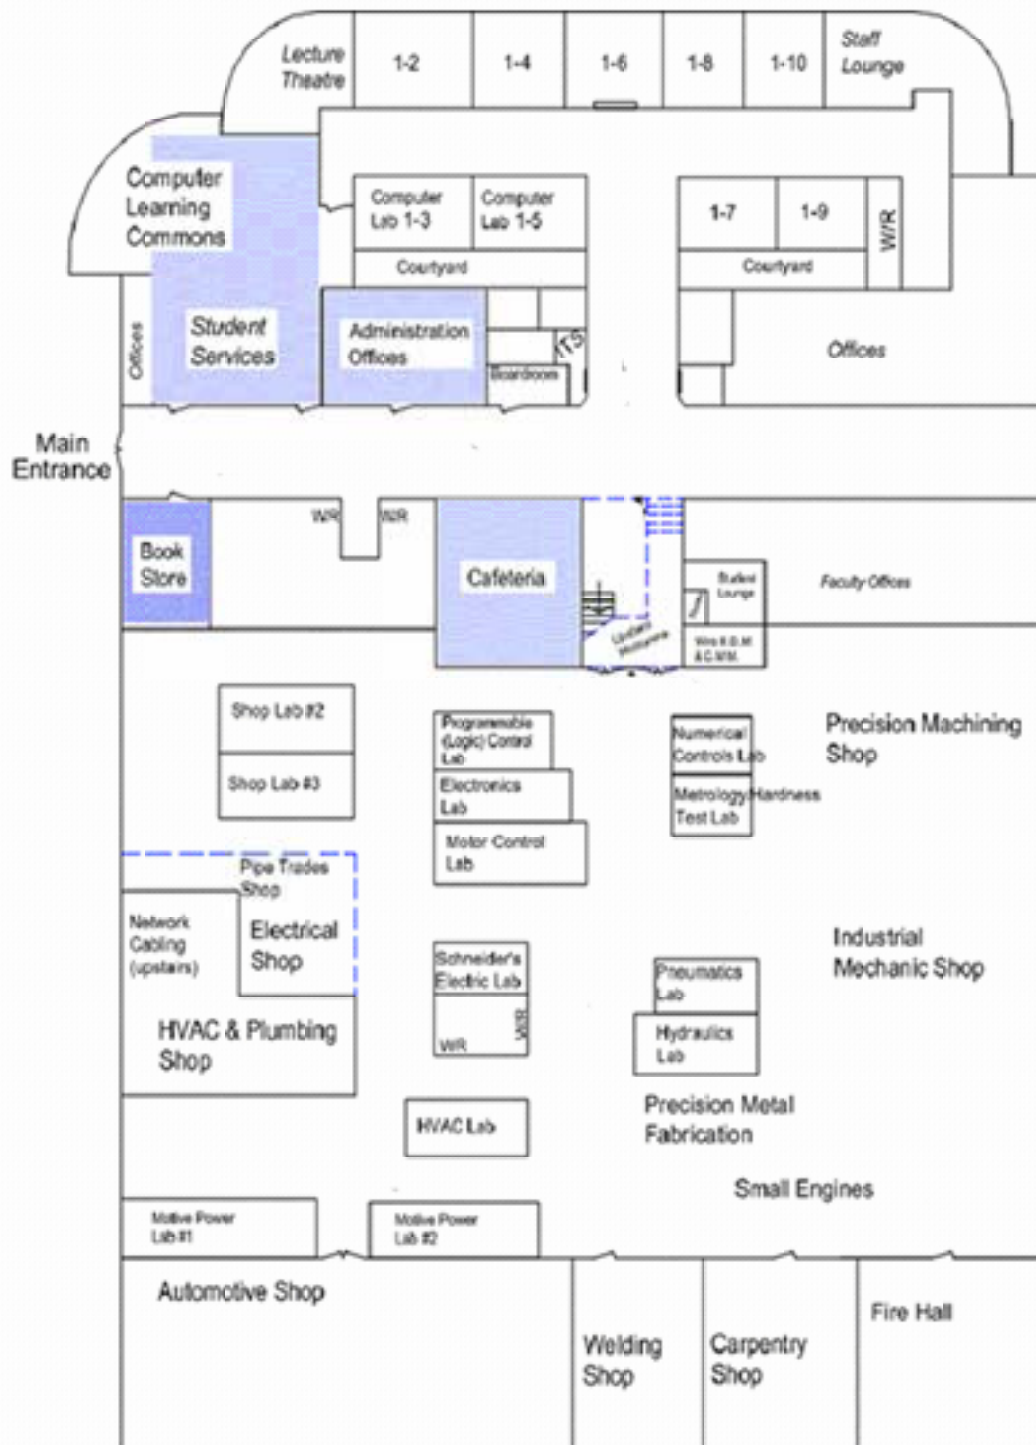 Lecture
Theatre
1-2
1-4
1-6
1-8
1-10
Staff
Lounge
Computer
Learning
Commons
Computer
Lab 1-3
Computer
Lab 1-5
1-7
1-9
W/R
Courtyard
Courtyard
Offices
Student
Services
Administration
Offices
ITS
Boardroom
Offices
Main
Entrance
W/R
W/R
Book
Store
Cafeteria
Student
Lounge
Faculty Offices
Shop Lab #2
Shop Lab #3
Programmable
(Logic) Control
Lab
Electronics
Lab
Motor Control
Lab
Numerical
Controls Lab
Metrology/Hardness
Test Lab
Precision Machining
Shop
Pipe Trades
Shop
Network
Cabling
(upstairs)
Electrical
Shop
HVAC & Plumbing
Shop
Schneider's
Electric Lab
W/R
WR
Pneumatics
Lab
Hydraulics
Lab
Industrial
Mechanic Shop
HVAC Lab
Precision Metal
Fabrication
Small Engines
Motive Power
Lab #1
Motive Power
Lab #2
Automotive Shop
Welding
Shop
Carpentry
Shop
Fire Hall